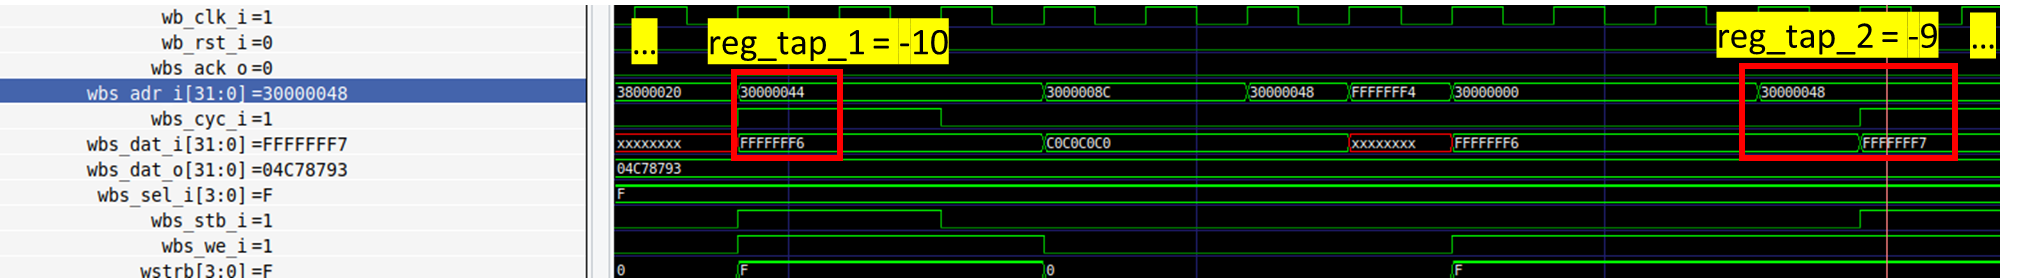 wb_clk_i=1
... reg_tap_1 = -10 reg_tap_2 = -9 ...
wb_rst_i=0
wbs_ack_o=0
wbs_adr_i[31:0]=30000048 38000020 30000044 3000008C 30000048 FFFFFFF4 30000000 30000048
wbs_cyc_i=1
wbs_dat_i[31:0]=FFFFFFF7 xxxxxxxx FFFFFFF6 C0C0C0C0 xxxxxxxx FFFFFFF6 FFFFFFF7
wbs_dat_o[31:0]=04C78793 04C78793
wbs_sel_i[3:0]=F F
wbs_stb_i=1
wbs_we_i=1
wstrb[3:0]=F 0 F 0 F